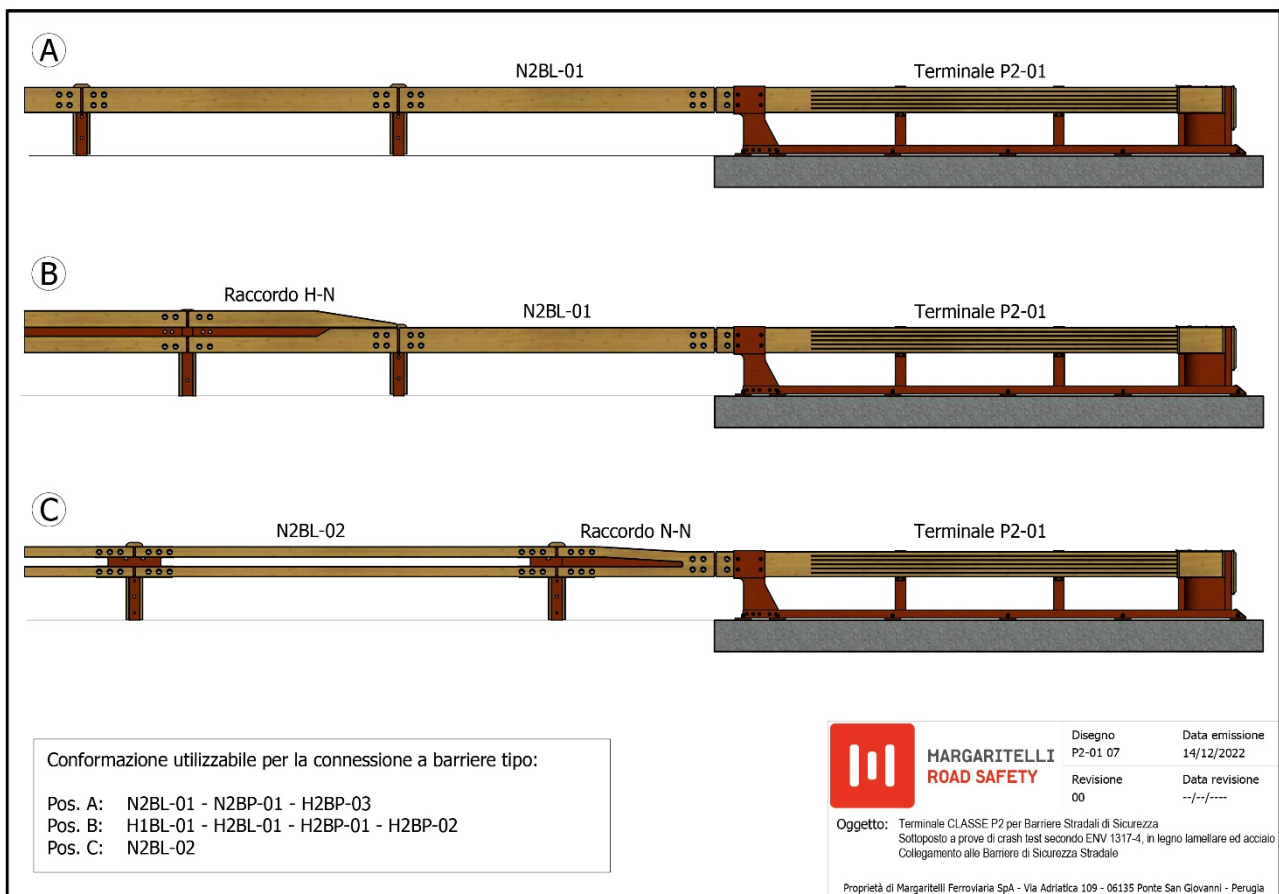 A
N2BL-01
Terminale P2-01
B
Raccordo H-N
N2BL-01
Terminale P2-01
C
N2BL-02
Raccordo N-N
Terminale P2-01
Conformazione utilizzabile per la connessione a barriere tipo:
Pos. A: N2BL-01 - N2BP-01 - H2BP-03
Pos. B: H1BL-01 - H2BL-01 - H2BP-01 - H2BP-02
Pos. C: N2BL-02
MARGARITELLI
ROAD SAFETY
Disegno
P2-01 07
Data emissione
14/12/2022
Revisione
00
Data revisione
--/--/----
Oggetto: Terminale CLASSE P2 per Barriere Stradali di Sicurezza
Sottoposto a prove di crash test secondo ENV 1317-4, in legno lamellare ed acciaio
Collegamento alle Barriere di Sicurezza Stradale
Proprietà di Margaritelli Ferroviaria SpA - Via Adriatica 109 - 06135 Ponte San Giovanni - Perugia